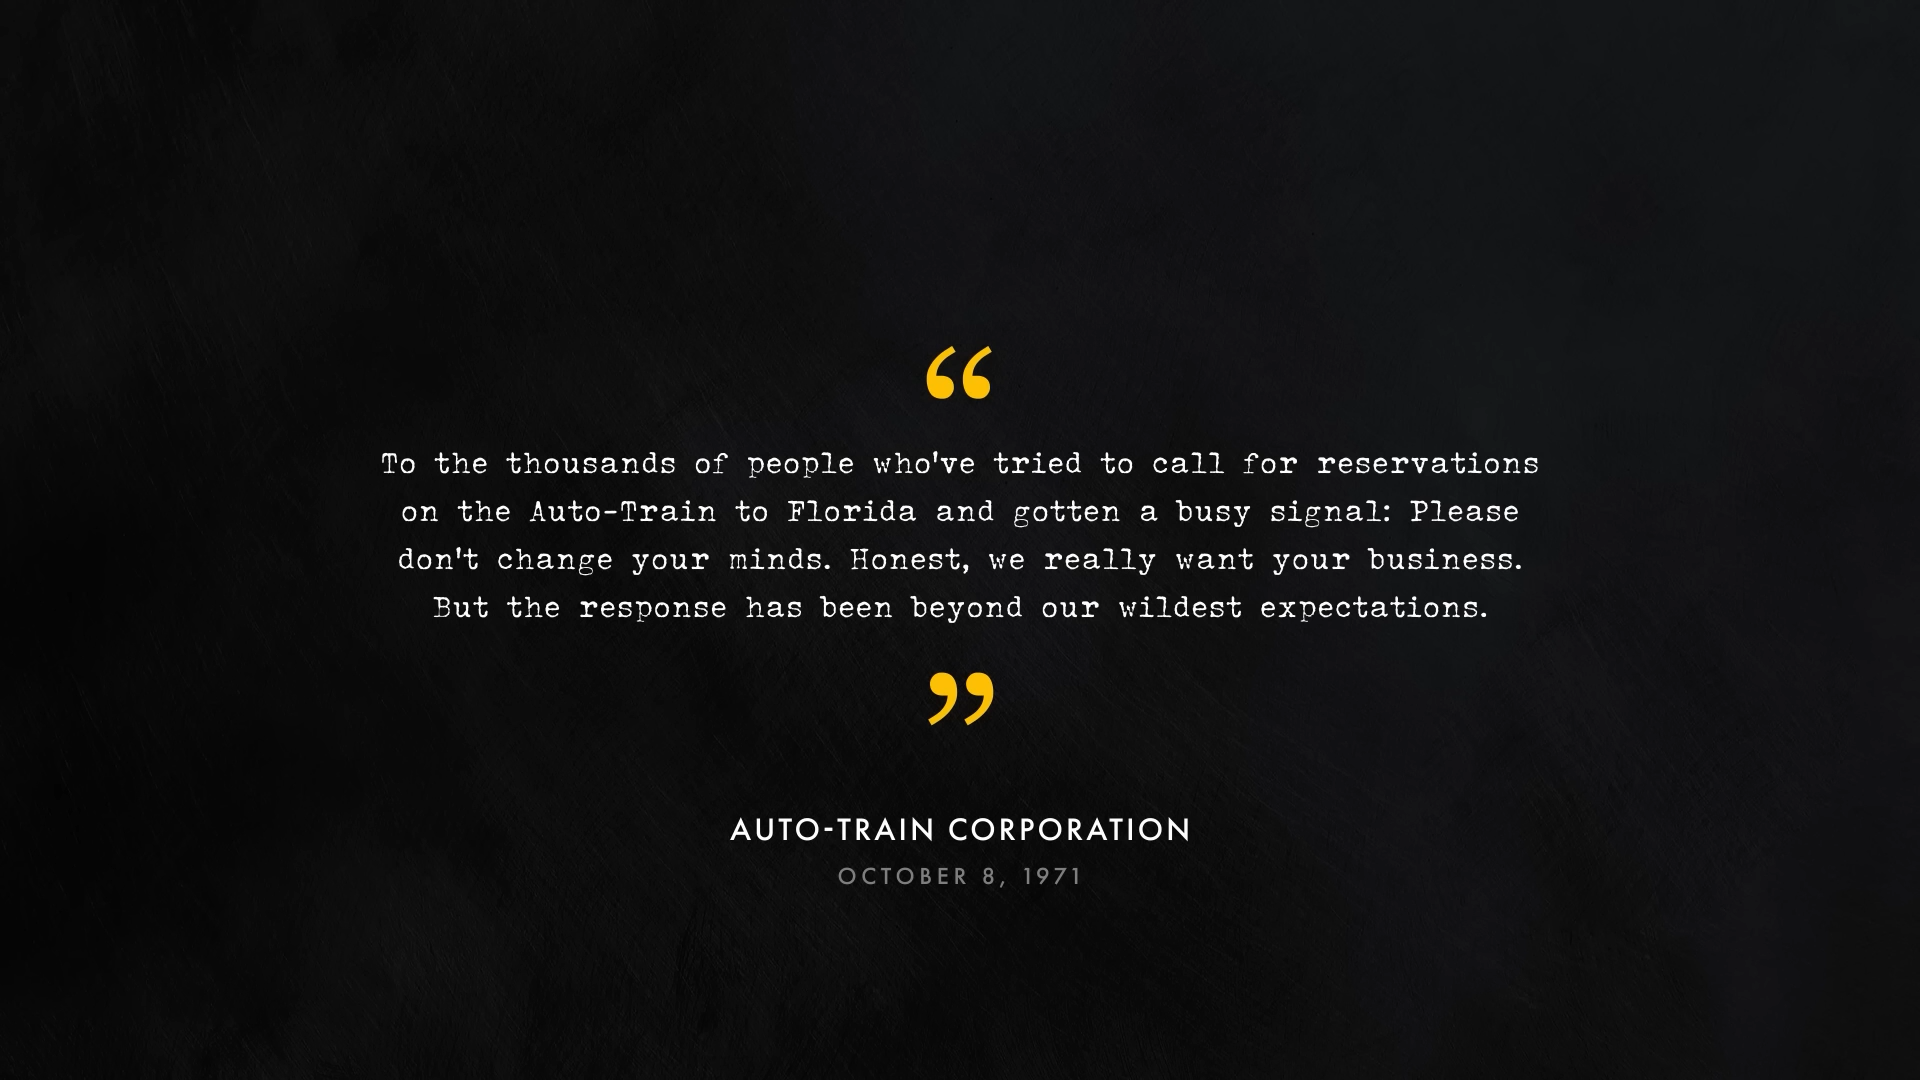 “
To the thousands of people who've tried to call for reservations
on the Auto-Train to Florida and gotten a busy signal: Please
don't change your minds. Honest, we really want your business.
But the response has been beyond our wildest expectations.
”
AUTO-TRAIN CORPORATION
OCTOBER 8, 1971